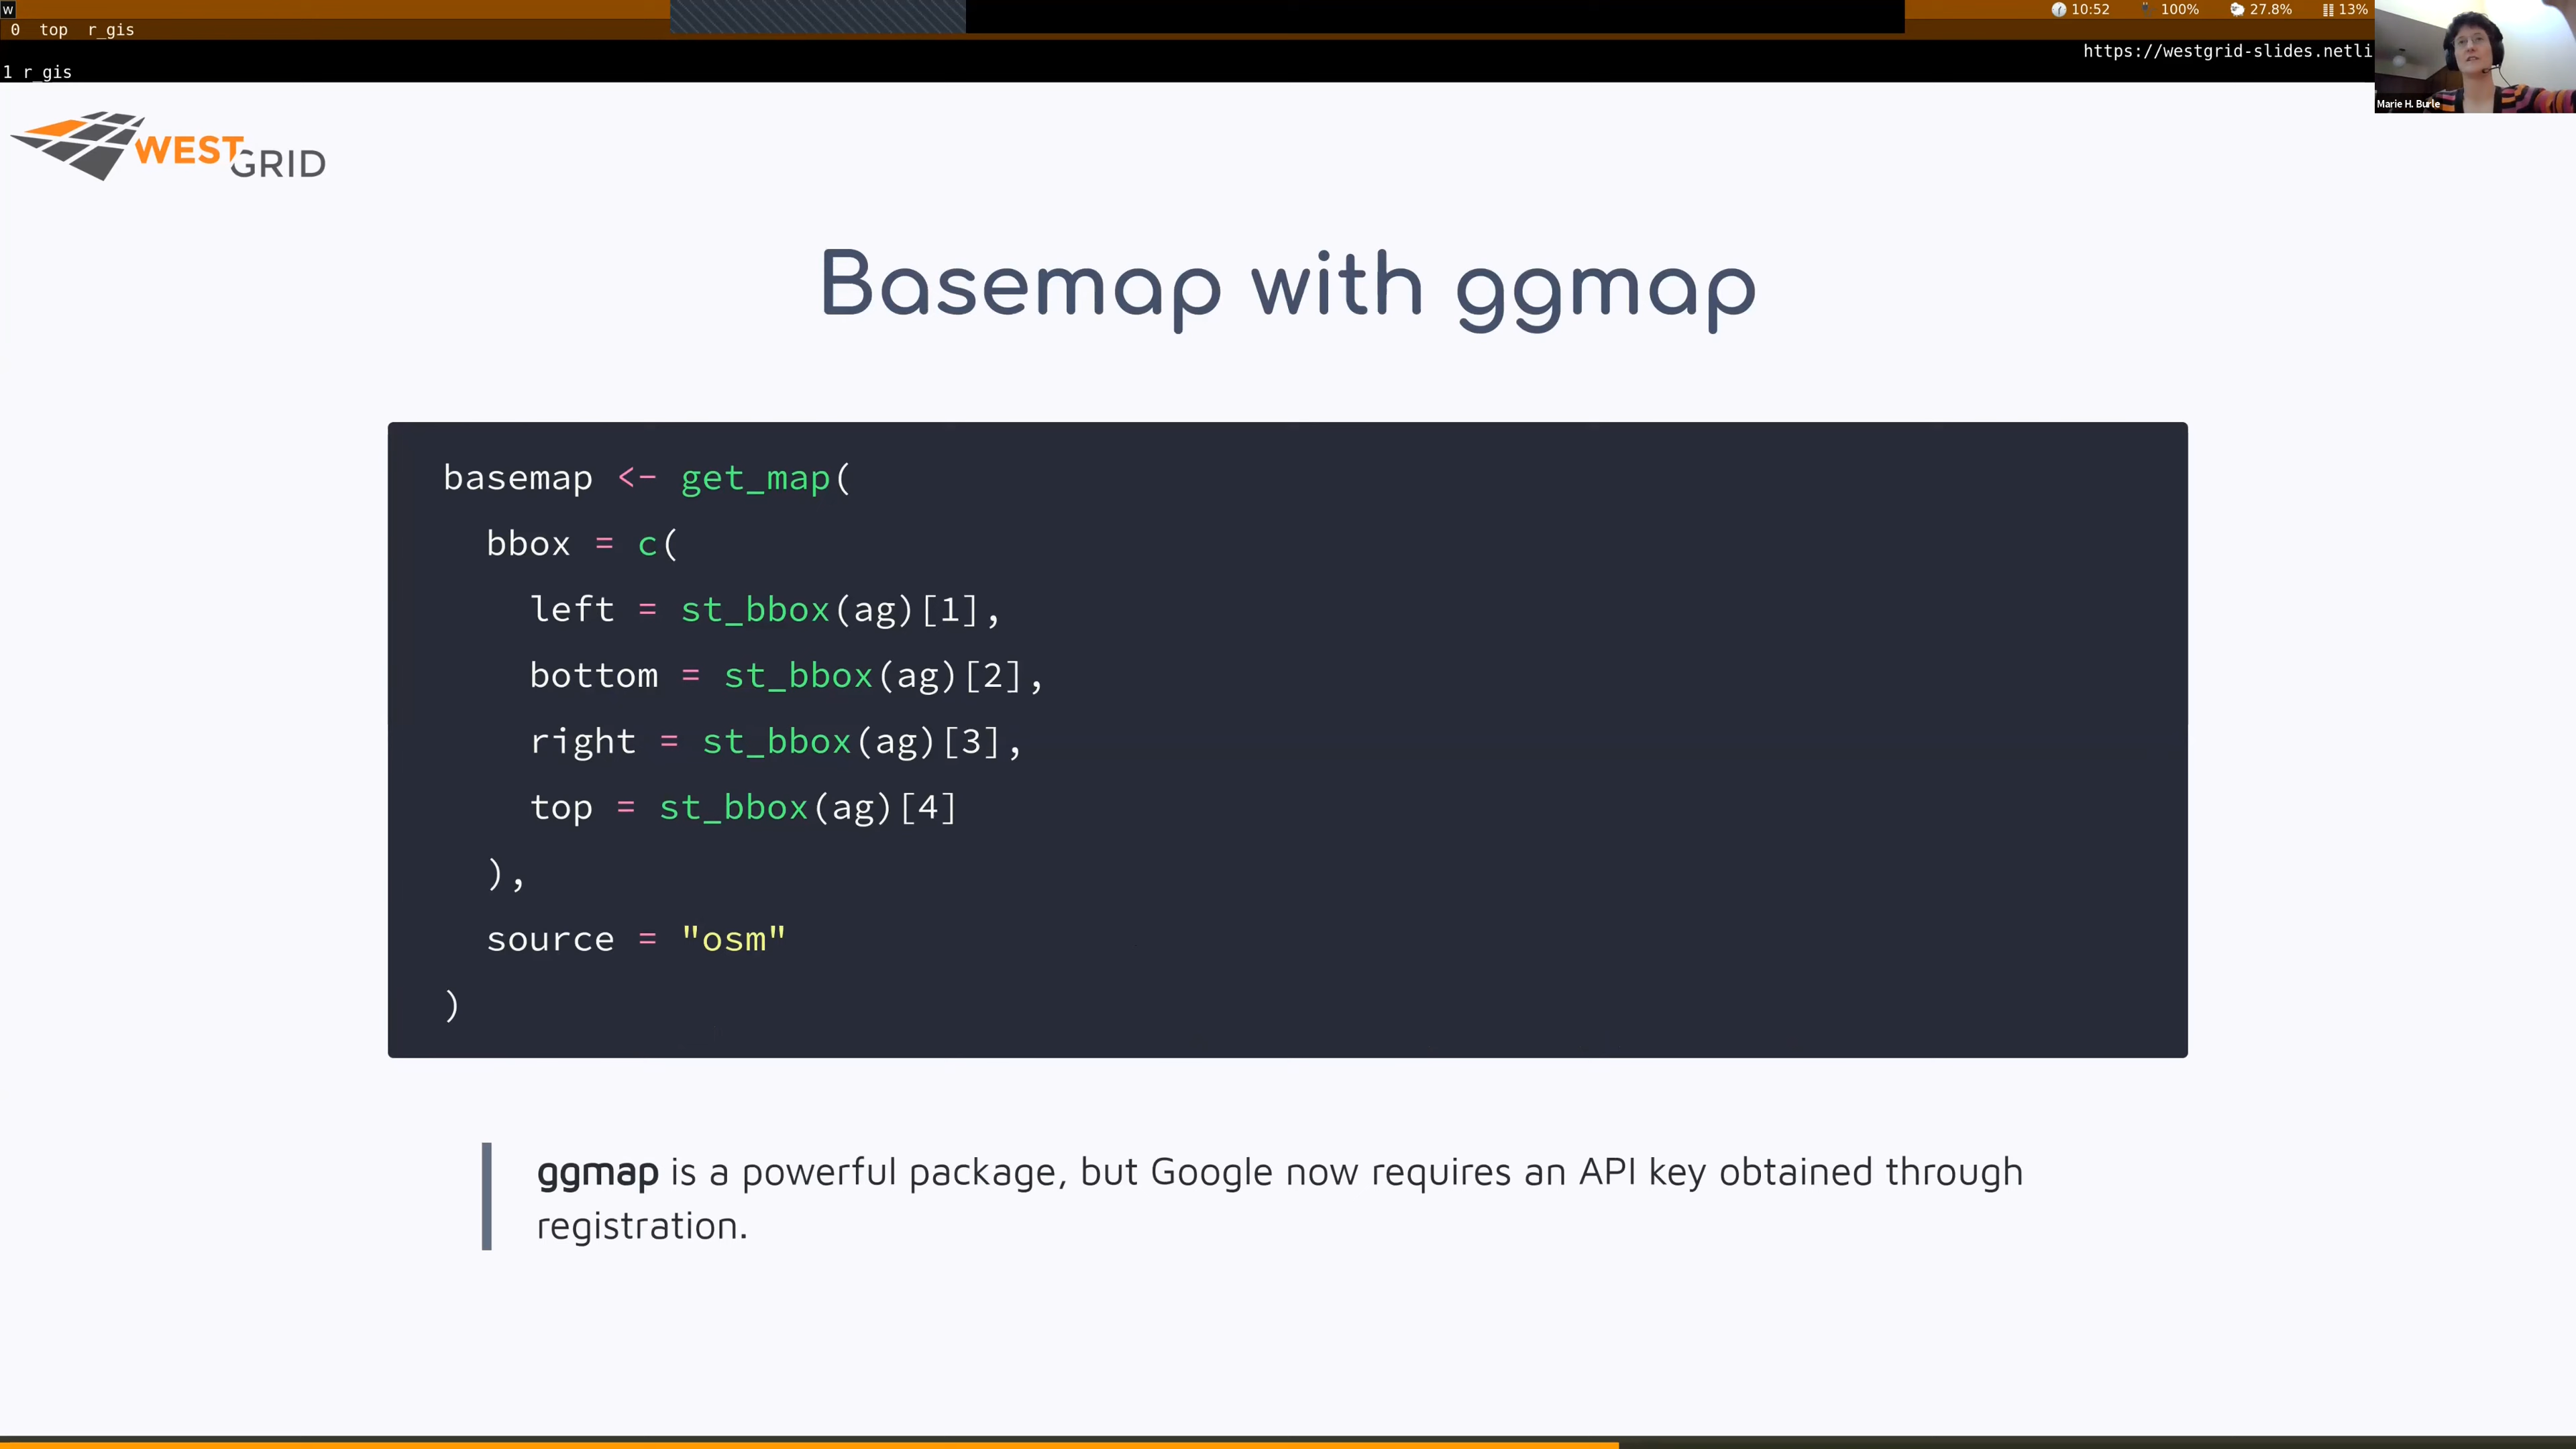 W
10:52 100% 27.8% 13%
0 top r_gis
https://westgrid-slides.netli
1 r_gis
Marie H. Burle
WESTGRID
Basemap with ggmap
basemap <- get_map(
bbox = c(
left = st_bbox(ag)[1],
bottom = st_bbox(ag)[2],
right = st_bbox(ag)[3],
top = st_bbox(ag)[4]
),
source = "osm"
)
ggmap is a powerful package, but Google now requires an API key obtained through
registration.